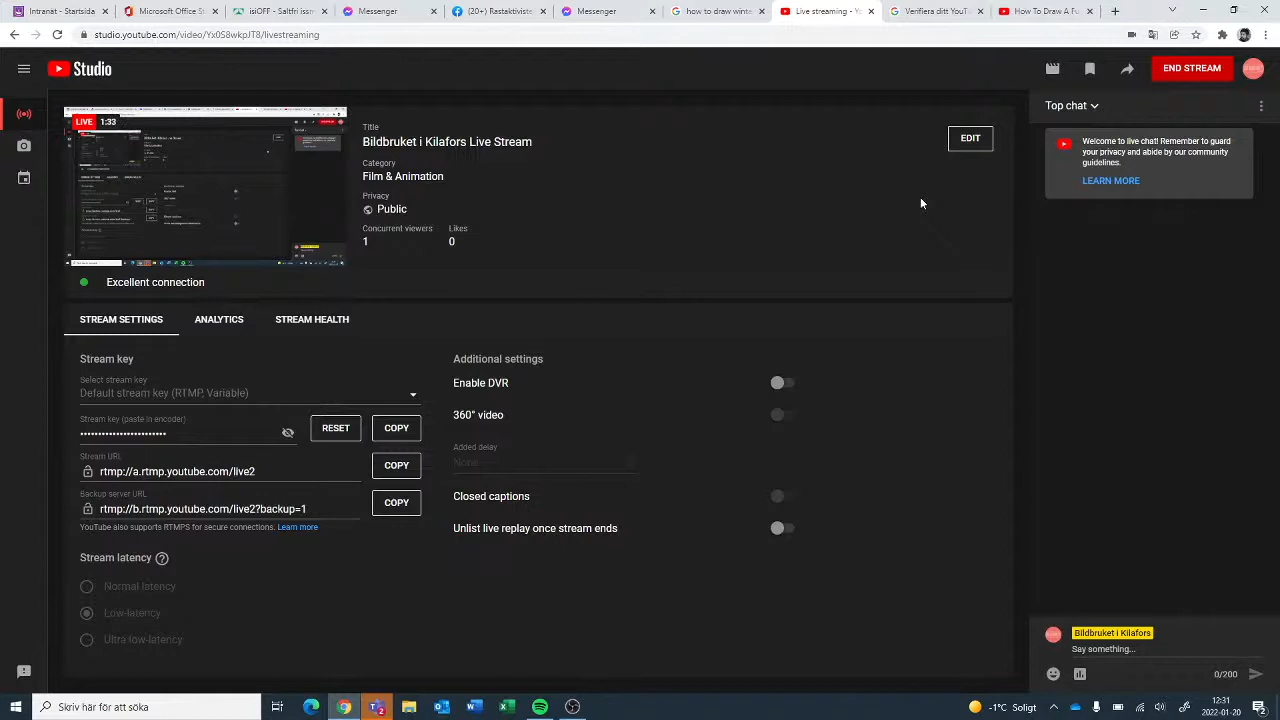 Intranat - Startsida
Microsoft Office Sti
isiOFF - Saltfri issm
Messenger
(20+) Rastaktiviteter
Messenger
how to draw winte
Live streaming - Yo
Verifiera ditt YouT
How To Draw A Fu
studio.youtube.com/video/Yx0S8wkpJT8/livestreaming
Studio
END STREAM
LIVE 1:33
Title
Bildbruket i Kilafors Live Stream
Category
Film & Animation
Privacy
Public
Concurrent viewers Likes
1 0
EDIT
Excellent connection
STREAM SETTINGS ANALYTICS STREAM HEALTH
Stream key
Select stream key
Default stream key (RTMP, Variable)
Stream key (paste in encoder)
RESET COPY
Stream URL
rtmp://a.rtmp.youtube.com/live2
COPY
Backup server URL
rtmp://b.rtmp.youtube.com/live2?backup=1
COPY
YouTube also supports RTMPS for secure connections. Learn more
Stream latency
Normal latency
Low-latency
Ultra low-latency
Additional settings
Enable DVR
360° video
Added delay
None
Closed captions
Unlist live replay once stream ends
Top chat
Welcome to live chat! Remember to guard
your privacy and abide by our community
guidelines.
LEARN MORE
Bildbruket i Kilafors
Say something...
0/200
Skriv här för att söka
-1°C Soligt
12:31
2022-01-20